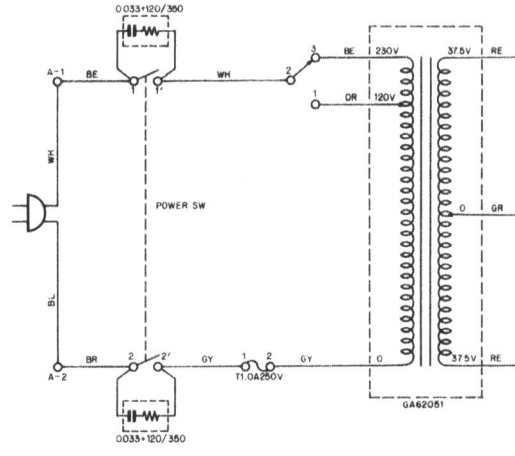 0.033+120/350
3
BE
230V
37.5V
RE
A-1
BE
WH
2
1
1'
1
OR
120V
WH
POWER SW
0
GR
BL
2
2'
1
2
37.5V
RE
BR
GY
GY
0
A-2
T1.0A250V
GA62051
0.033+120/350